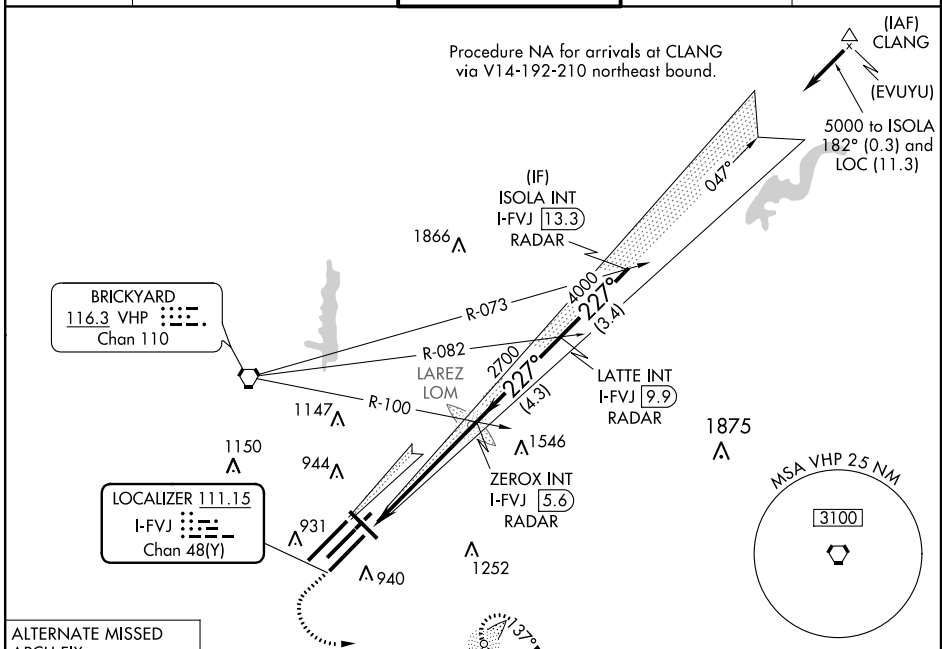 Procedure NA for arrivals at CLANG
via V14-192-210 northeast bound.
(IAF)
CLANG
(EVUYU)
5000 to ISOLA
182° (0.3) and
LOC (11.3)
047°
(IF)
ISOLA INT
I-FVJ 13.3
RADAR
1866
4000
227°
(3.4)
BRICKYARD
116.3 VHP
Chan 110
R-073
R-082
R-100
2700
227°
(4.3)
LAREZ
LOM
LATTE INT
I-FVJ 9.9
RADAR
1147
1150
944
1546
1875
ZEROX INT
I-FVJ 5.6
RADAR
LOCALIZER 111.15
I-FVJ
Chan 48(Y)
931
940
1252
MSA VHP 25 NM
3100
137°
ALTERNATE MISSED